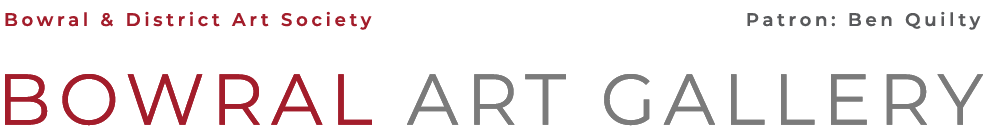 Bowral & District Art Society
Patron: Ben Quilty
BOWRAL ART GALLERY